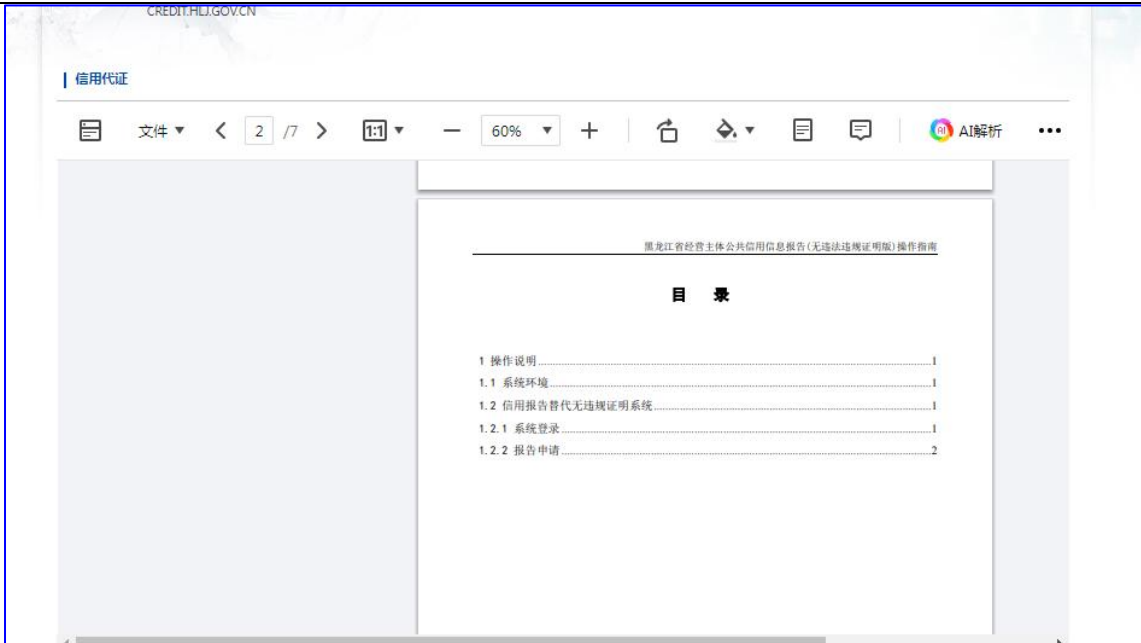 CREDIT.HLJ.GOV.CN
信用代证
文件 2 /7 1:1 60% AI解析
黑龙江省经营主体公共信用信息报告(无违法违规证明版)操作指南
目 录
1 操作说明........................1
1.1 系统环境........................1
1.2 信用报告替代无违规证明系统........................1
1.2.1 系统登录........................1
1.2.2 报告申请........................2